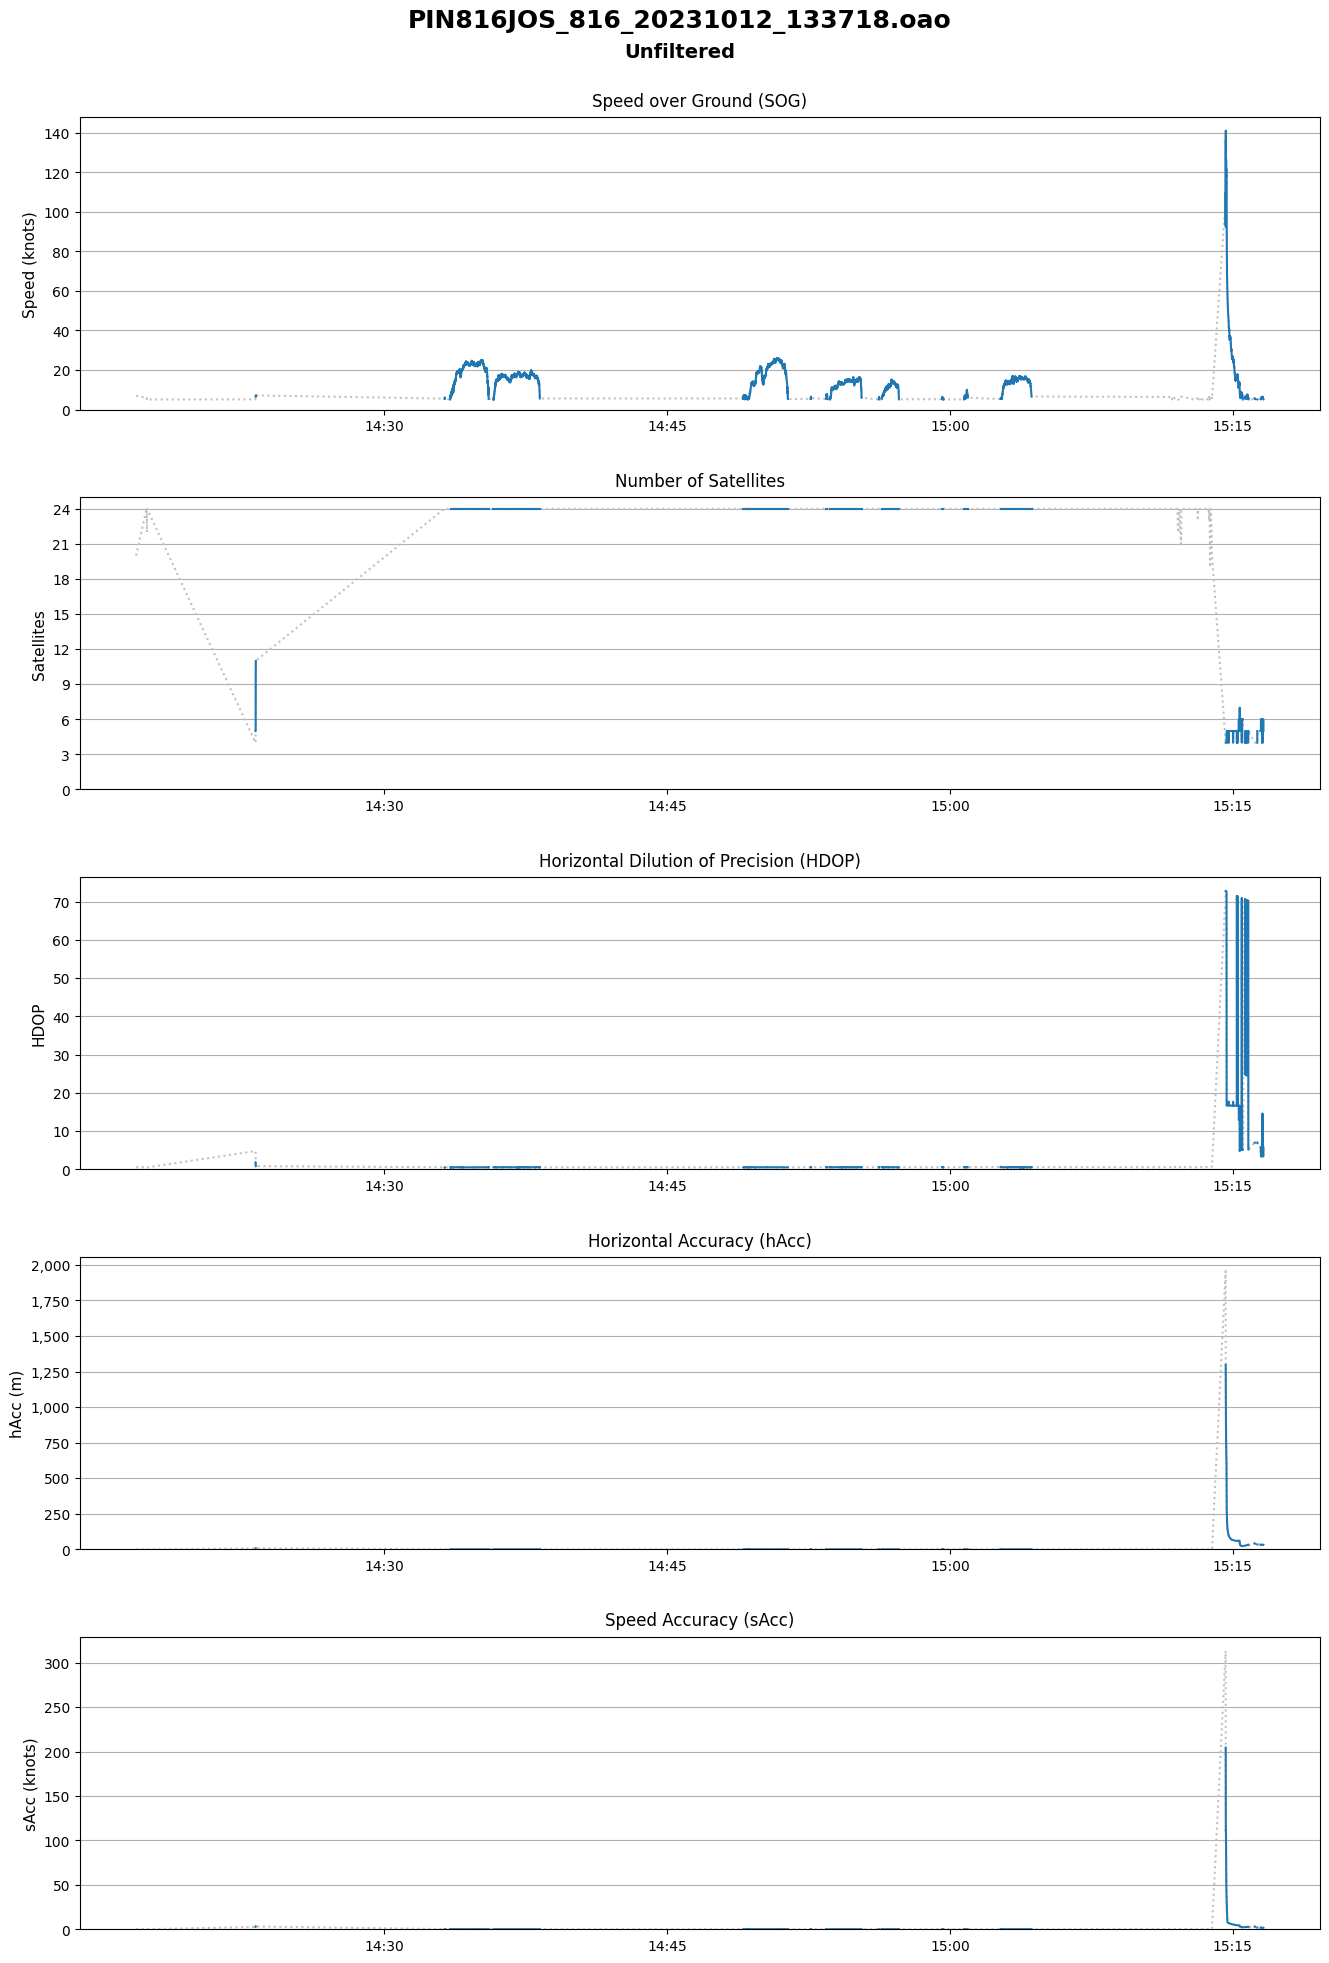 PIN816JOS_816_20231012_133718.oao
Unfiltered
Speed over Ground (SOG)
Speed (knots)
140
120
100
80
60
40
20
0
14:30 14:45 15:00 15:15
Number of Satellites
Satellites
24
21
18
15
12
9
6
3
0
14:30 14:45 15:00 15:15
Horizontal Dilution of Precision (HDOP)
HDOP
70
60
50
40
30
20
10
0
14:30 14:45 15:00 15:15
Horizontal Accuracy (hAcc)
hAcc (m)
2,000
1,750
1,500
1,250
1,000
750
500
250
0
14:30 14:45 15:00 15:15
Speed Accuracy (sAcc)
sAcc (knots)
300
250
200
150
100
50
0
14:30 14:45 15:00 15:15